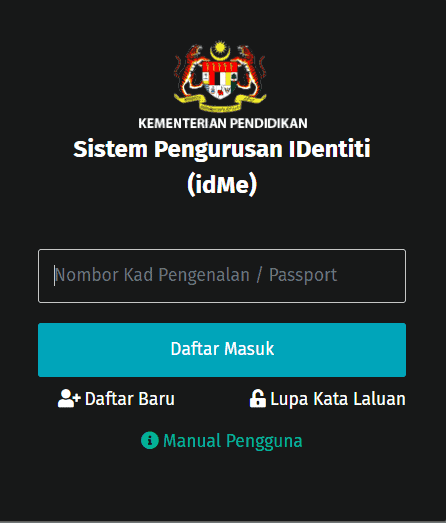 KEMENTERIAN PENDIDIKAN
Sistem Pengurusan IDentiti
(idMe)
Nombor Kad Pengenalan / Passport
Daftar Masuk
Daftar Baru
Lupa Kata Laluan
Manual Pengguna